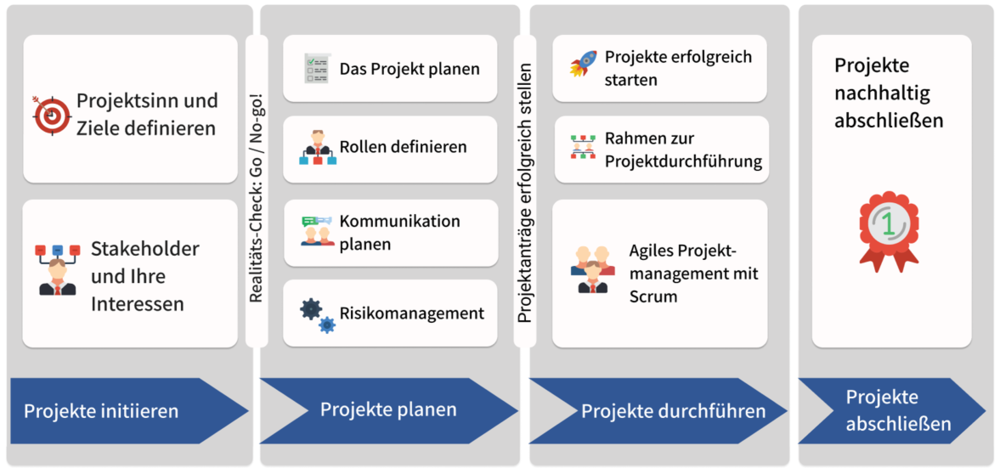 Projektsinn und
Ziele definieren
Stakeholder
und Ihre
Interessen
Projekte initiieren
Realitäts-Check: Go / No-go!
Das Projekt planen
Rollen definieren
Kommunikation
planen
Risikomanagement
Projekte planen
Projektanträge erfolgreich stellen
Projekte erfolgreich
starten
Rahmen zur
Projektdurchführung
Agiles Projekt-
management mit
Scrum
Projekte durchführen
Projekte
nachhaltig
abschließen
1
Projekte
abschließen